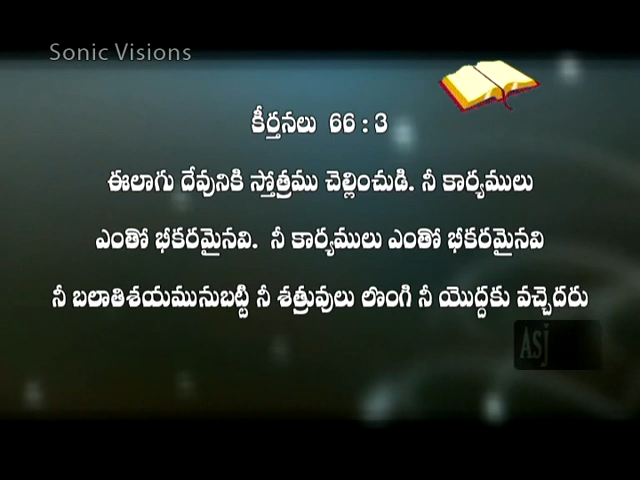 Sonic Visions
కీర్తనలు 66 : 3
ఈలాగు దేవునికి స్తోత్రము చెల్లించుడి. నీ కార్యములు
ఎంతో భీకరమైనవి. నీ కార్యములు ఎంతో భీకరమైనవి
నీ బలాతిశయమునుబట్టి నీ శత్రువులు లొంగి నీ యొద్దకు వచ్చెదరు
ASJ